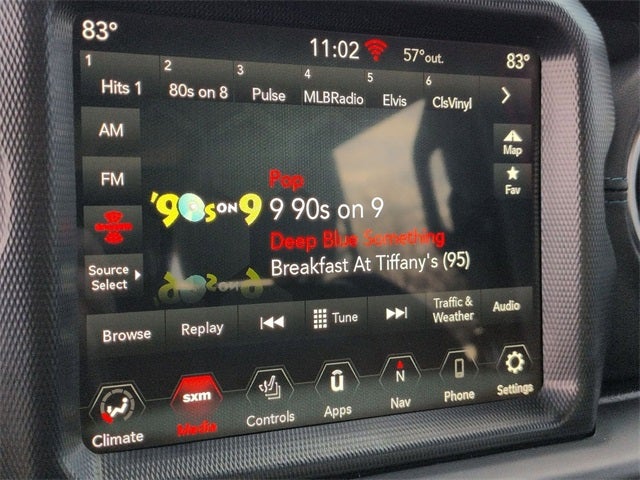 83° 11:02 57°out. 83°
1 Hits 1 2 80s on 8 3 Pulse 4 MLBRadio 5 Elvis 6 ClsVinyl
AM
Map
FM
Fav
Pop
'90s ON 9
9 90s on 9
Deep Blue Something
Breakfast At Tiffany's (95)
Source
Select
Browse Replay Tune Traffic & Weather Audio
Climate sxm Media Controls ū Apps N Nav Phone Settings